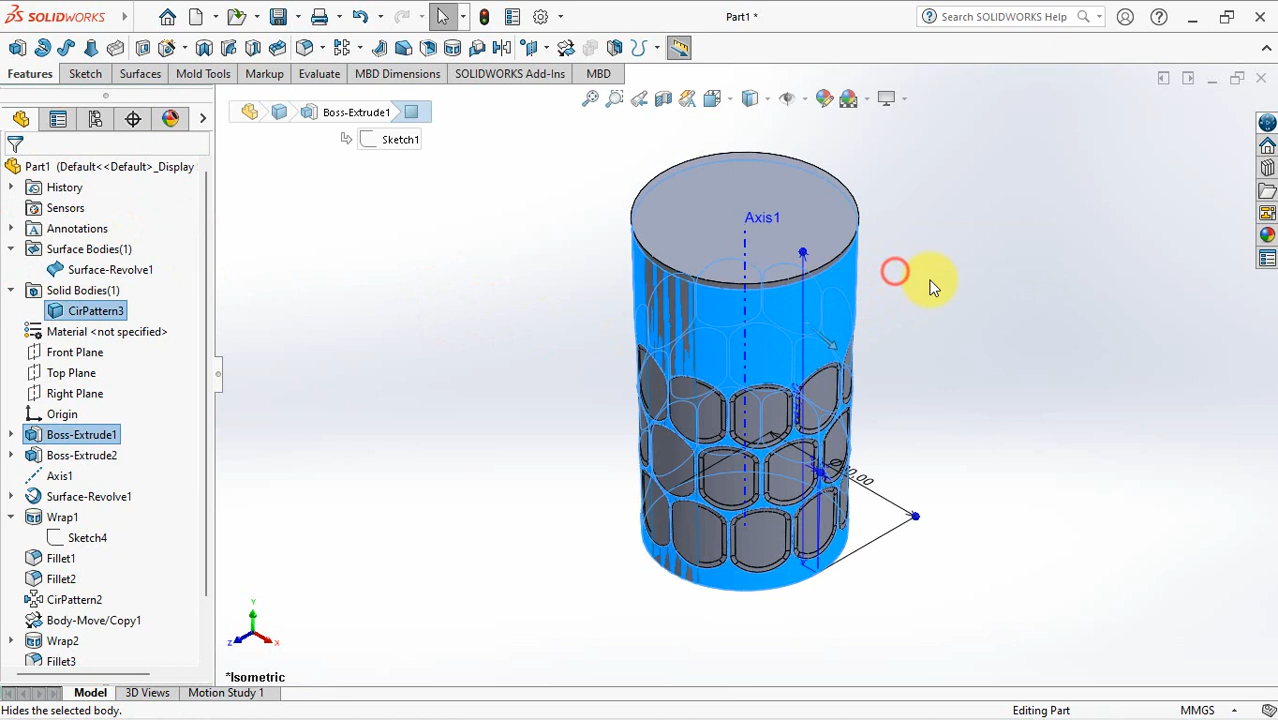 SOLIDWORKS
Part1 *
Search SOLIDWORKS Help
Features Sketch Surfaces Mold Tools Markup Evaluate MBD Dimensions SOLIDWORKS Add-Ins MBD
Boss-Extrude1
Sketch1
Part1 (Default<<Default>_Display
History
Sensors
Annotations
Surface Bodies(1)
Surface-Revolve1
Solid Bodies(1)
CirPattern3
Material <not specified>
Front Plane
Top Plane
Right Plane
Origin
Boss-Extrude1
Boss-Extrude2
Axis1
Surface-Revolve1
Wrap1
Sketch4
Fillet1
Fillet2
CirPattern2
Body-Move/Copy1
Wrap2
Fillet3
Axis1
Y
Z
X
*Isometric
Model 3D Views Motion Study 1
Hides the selected body.
Editing Part
MMGS